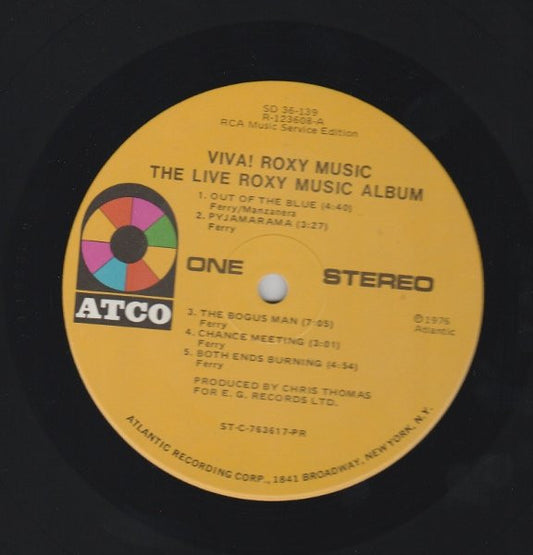 SD 36-139
R-123608-A
RCA Music Service Edition
VIVA! ROXY MUSIC
THE LIVE ROXY MUSIC ALBUM
1. OUT OF THE BLUE (4:40)
Ferry/Manzanera
2. PYJAMARAMA (3:27)
Ferry
ONE
STEREO
ATCO
℗1976
Atlantic
3. THE BOGUS MAN (7:05)
Ferry
4. CHANCE MEETING (3:01)
Ferry
5. BOTH ENDS BURNING (4:54)
Ferry
PRODUCED BY CHRIS THOMAS
FOR E. G. RECORDS LTD.
ST-C-763617-PR
ATLANTIC RECORDING CORP., 1841 BROADWAY, NEW YORK, N.Y.